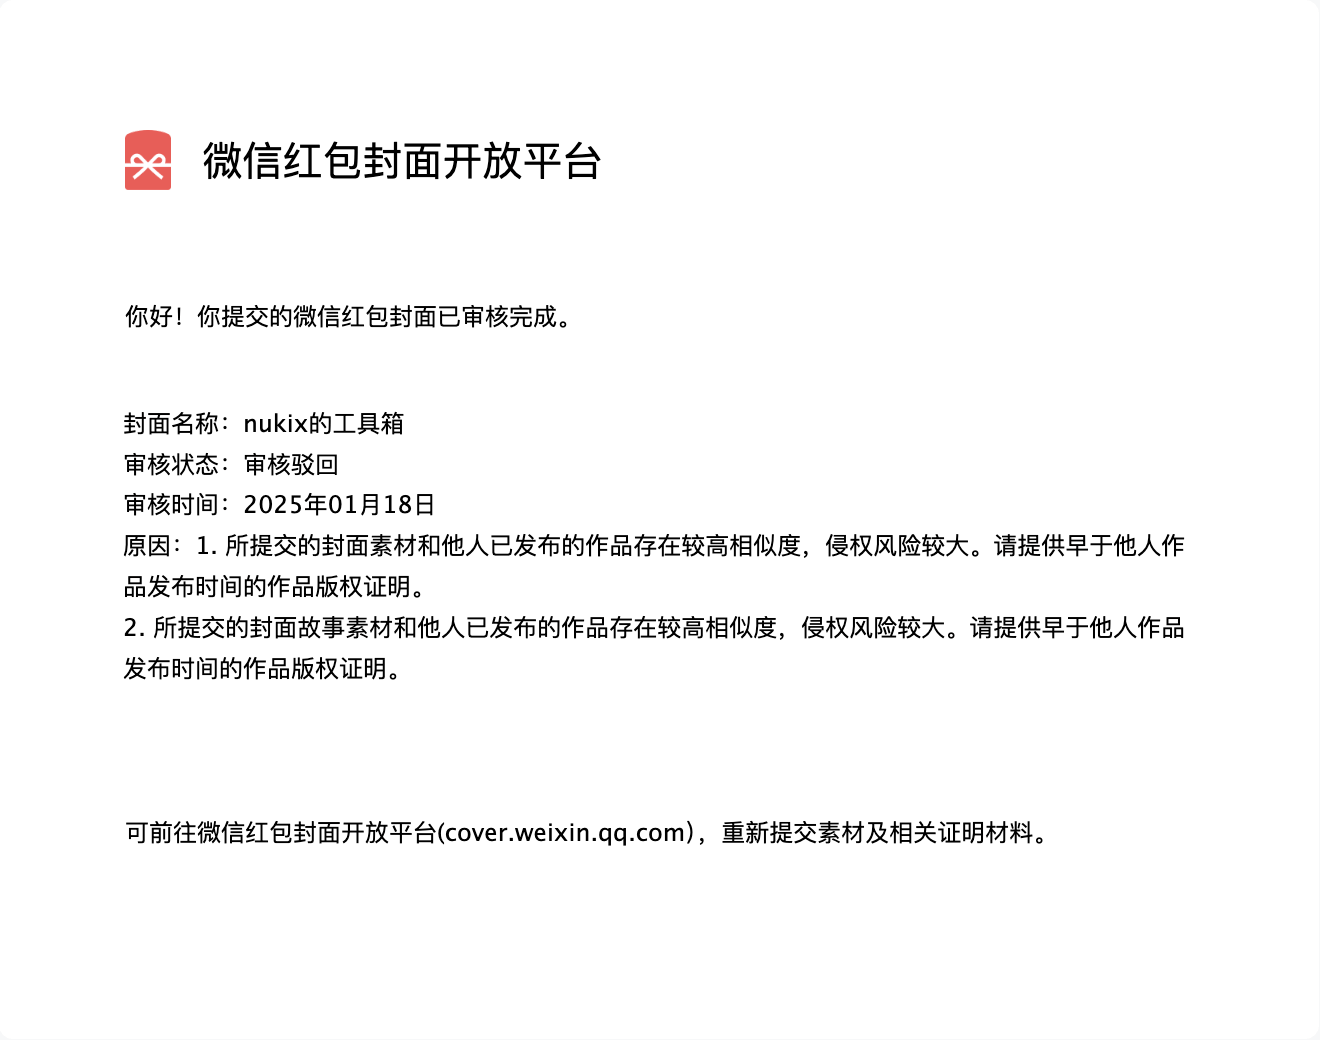 微信红包封面开放平台
你好！你提交的微信红包封面已审核完成。
封面名称：nukix的工具箱
审核状态：审核驳回
审核时间：2025年01月18日
原因：1. 所提交的封面素材和他人已发布的作品存在较高相似度，侵权风险较大。请提供早于他人作
品发布时间的作品版权证明。
2. 所提交的封面故事素材和他人已发布的作品存在较高相似度，侵权风险较大。请提供早于他人作品
发布时间的作品版权证明。
可前往微信红包封面开放平台(cover.weixin.qq.com)，重新提交素材及相关证明材料。